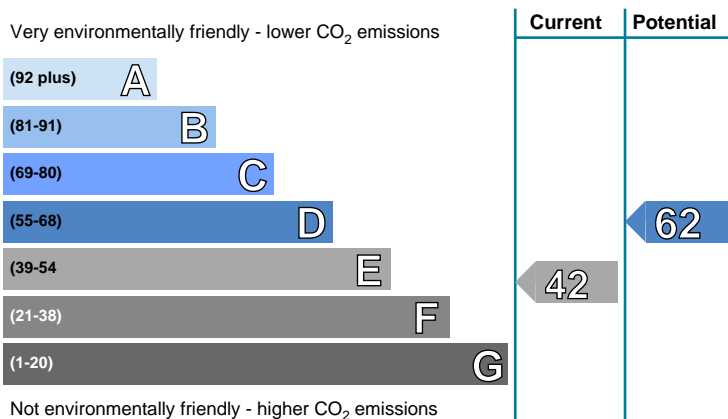 Very environmentally friendly - lower CO2 emissions
Current
Potential
(92 plus) A
(81-91) B
(69-80) C
(55-68) D
62
(39-54 E
42
(21-38) F
(1-20) G
Not environmentally friendly - higher CO2 emissions